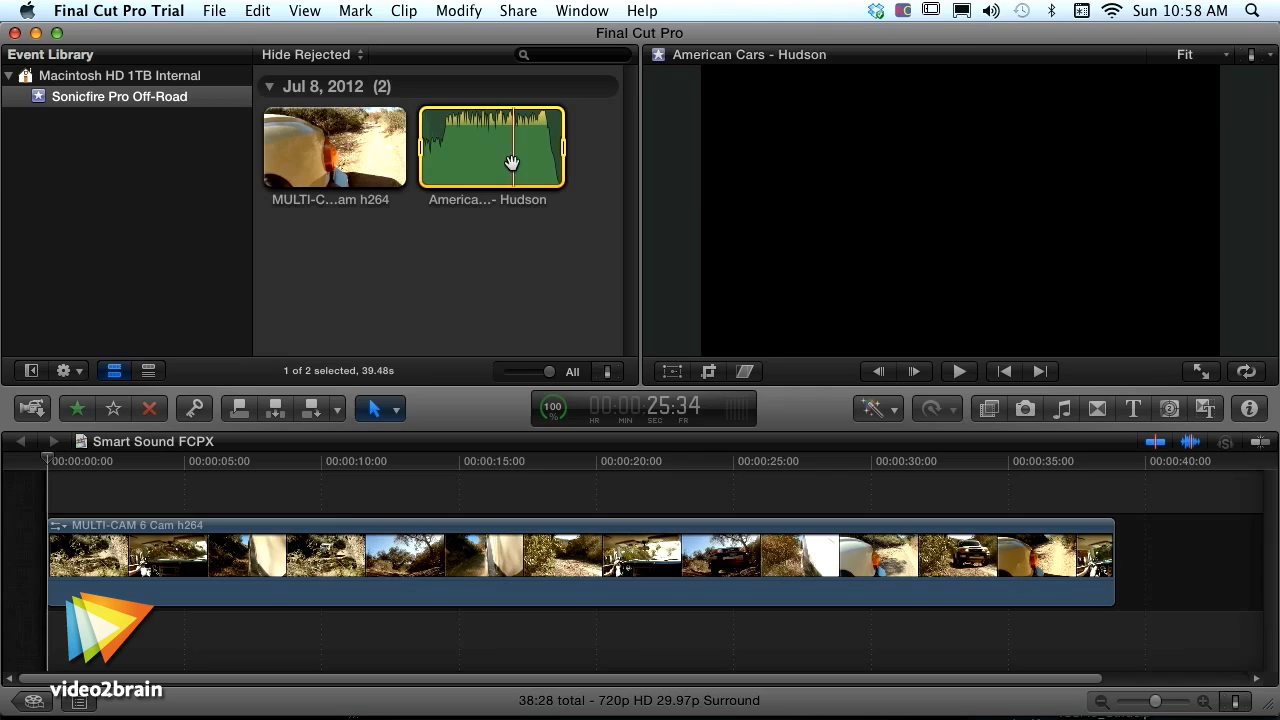 Final Cut Pro Trial File Edit View Mark Clip Modify Share Window Help Sun 10:58 AM
Final Cut Pro
Event Library
Hide Rejected
American Cars - Hudson
Fit
Macintosh HD 1TB Internal
Sonicfire Pro Off-Road
Jul 8, 2012 (2)
MULTI-C...am h264
America...- Hudson
1 of 2 selected, 39.48s
All
100
%
00:00:25:34
HR MIN SEC FR
Smart Sound FCPX
00:00:00:00 00:00:05:00 00:00:10:00 00:00:15:00 00:00:20:00 00:00:25:00 00:00:30:00 00:00:35:00 00:00:40:00
MULTI-CAM 6 Cam h264
video2brain
38:28 total - 720p HD 29.97p Surround